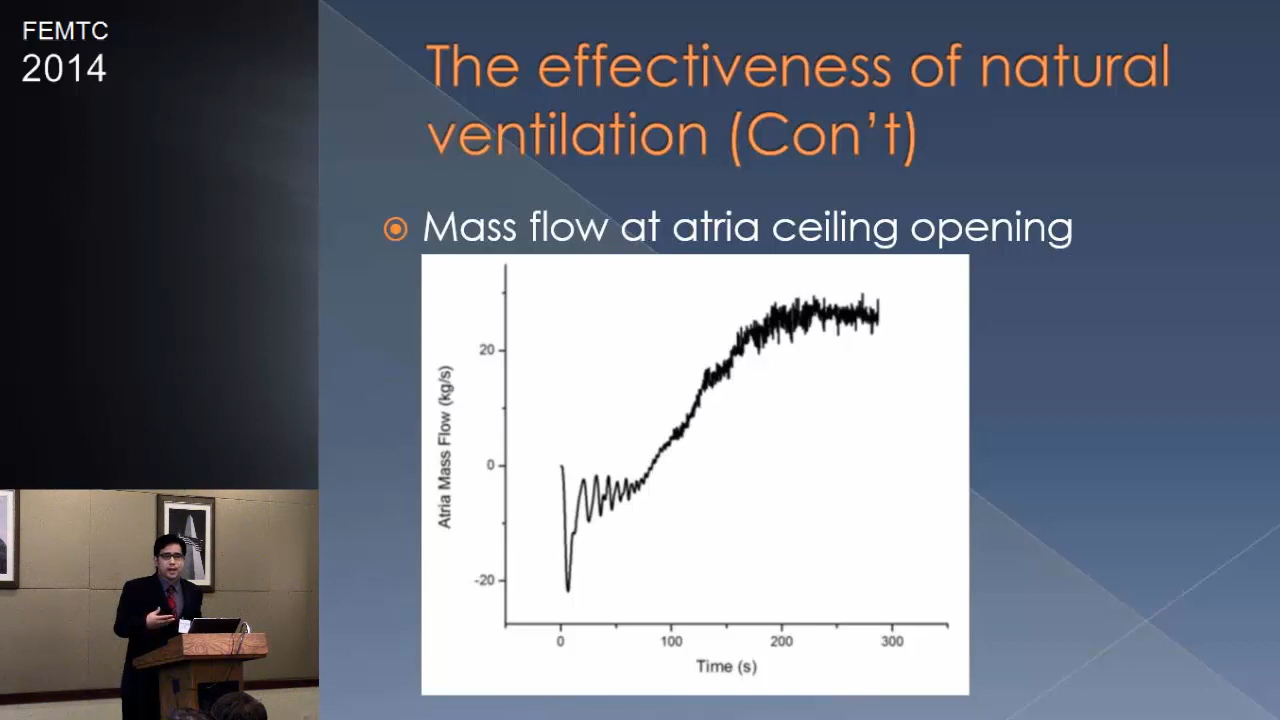 FEMTC
2014
The effectiveness of natural
ventilation (Con't)
Mass flow at atria ceiling opening
Atria Mass Flow (kg/s)
20
0
-20
0 100 200 300
Time (s)